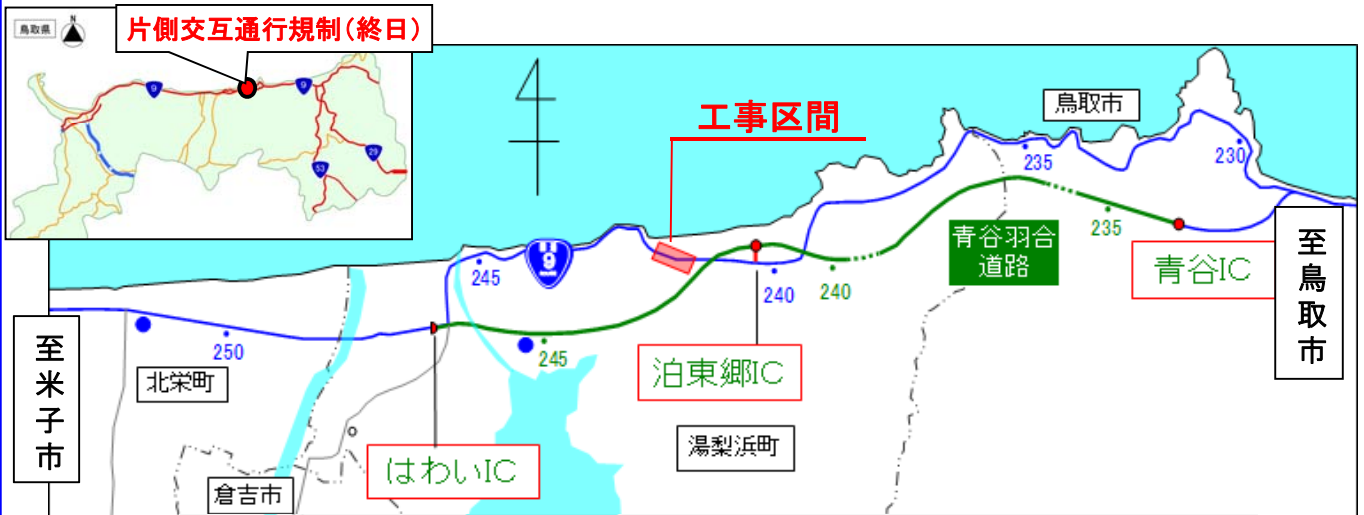 鳥取県
N
片側交互通行規制(終日)
9
9
29
53
工事区間
鳥取市
235
230
9
245
240
240
235
青谷羽合
道路
青谷IC
至鳥取市
至米子市
250
北栄町
245
泊東郷IC
湯梨浜町
はわいIC
倉吉市